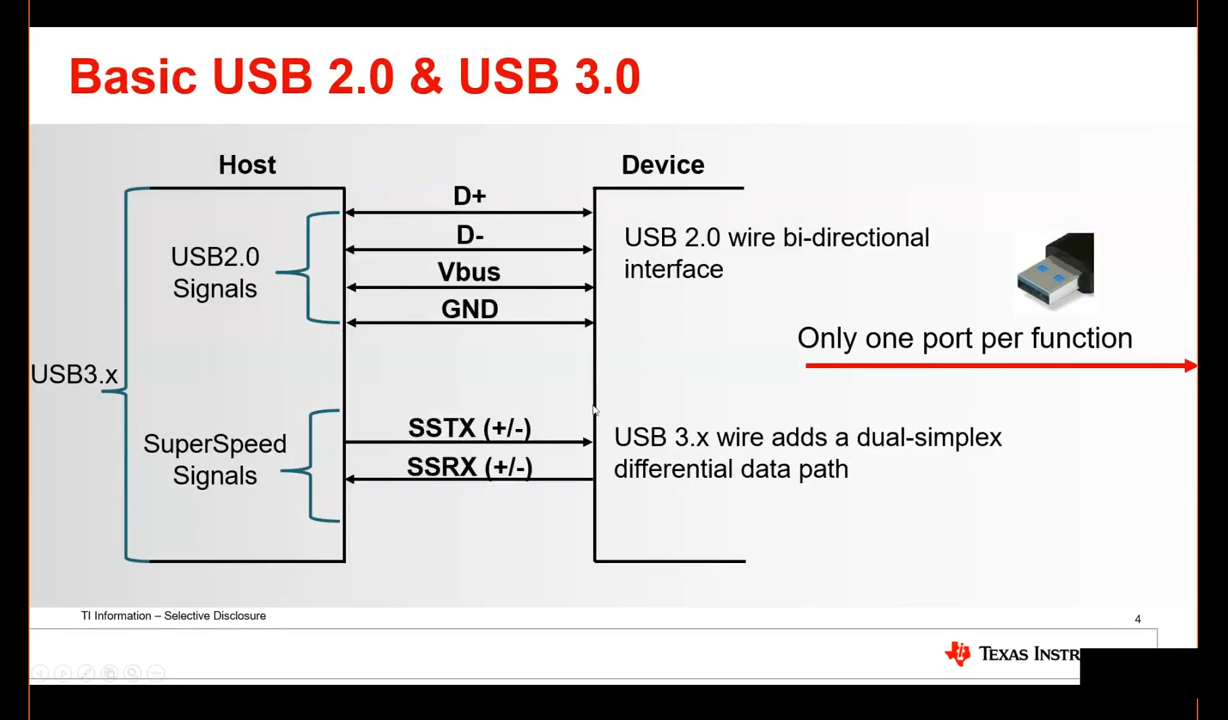 Basic USB 2.0 & USB 3.0
Host
Device
D+
D-
Vbus
GND
USB2.0
Signals
USB 2.0 wire bi-directional
interface
Only one port per function
USB3.x
SuperSpeed
Signals
SSTX (+/-)
SSRX (+/-)
USB 3.x wire adds a dual-simplex
differential data path
TI Information – Selective Disclosure
4
TEXAS INSTR